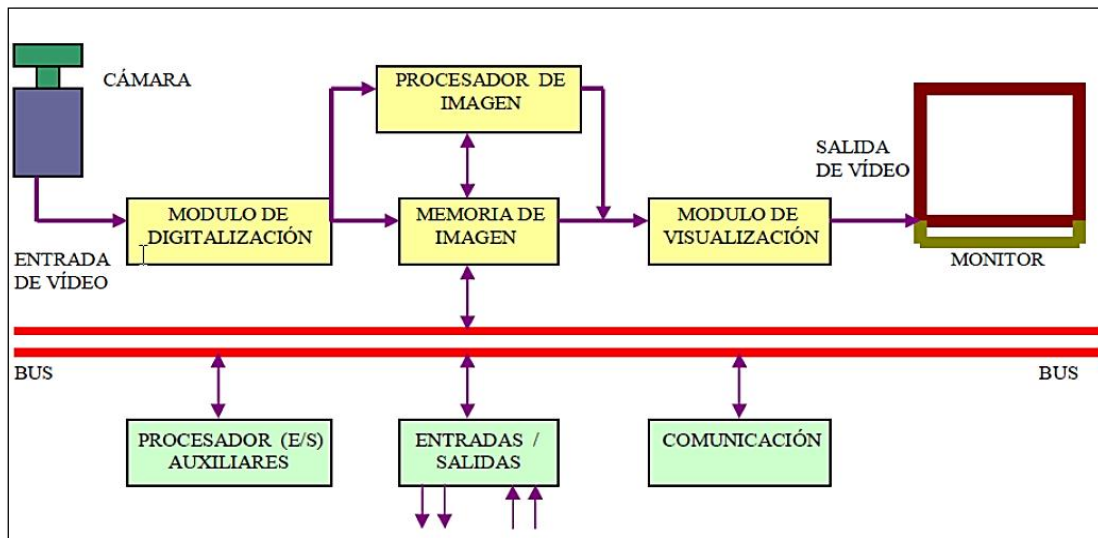 CÁMARA
PROCESADOR DE
IMAGEN
SALIDA
DE VÍDEO
MODULO DE
DIGITALIZACIÓN
MEMORIA DE
IMAGEN
MODULO DE
VISUALIZACIÓN
ENTRADA
DE VÍDEO
MONITOR
BUS
BUS
PROCESADOR (E/S)
AUXILIARES
ENTRADAS /
SALIDAS
COMUNICACIÓN